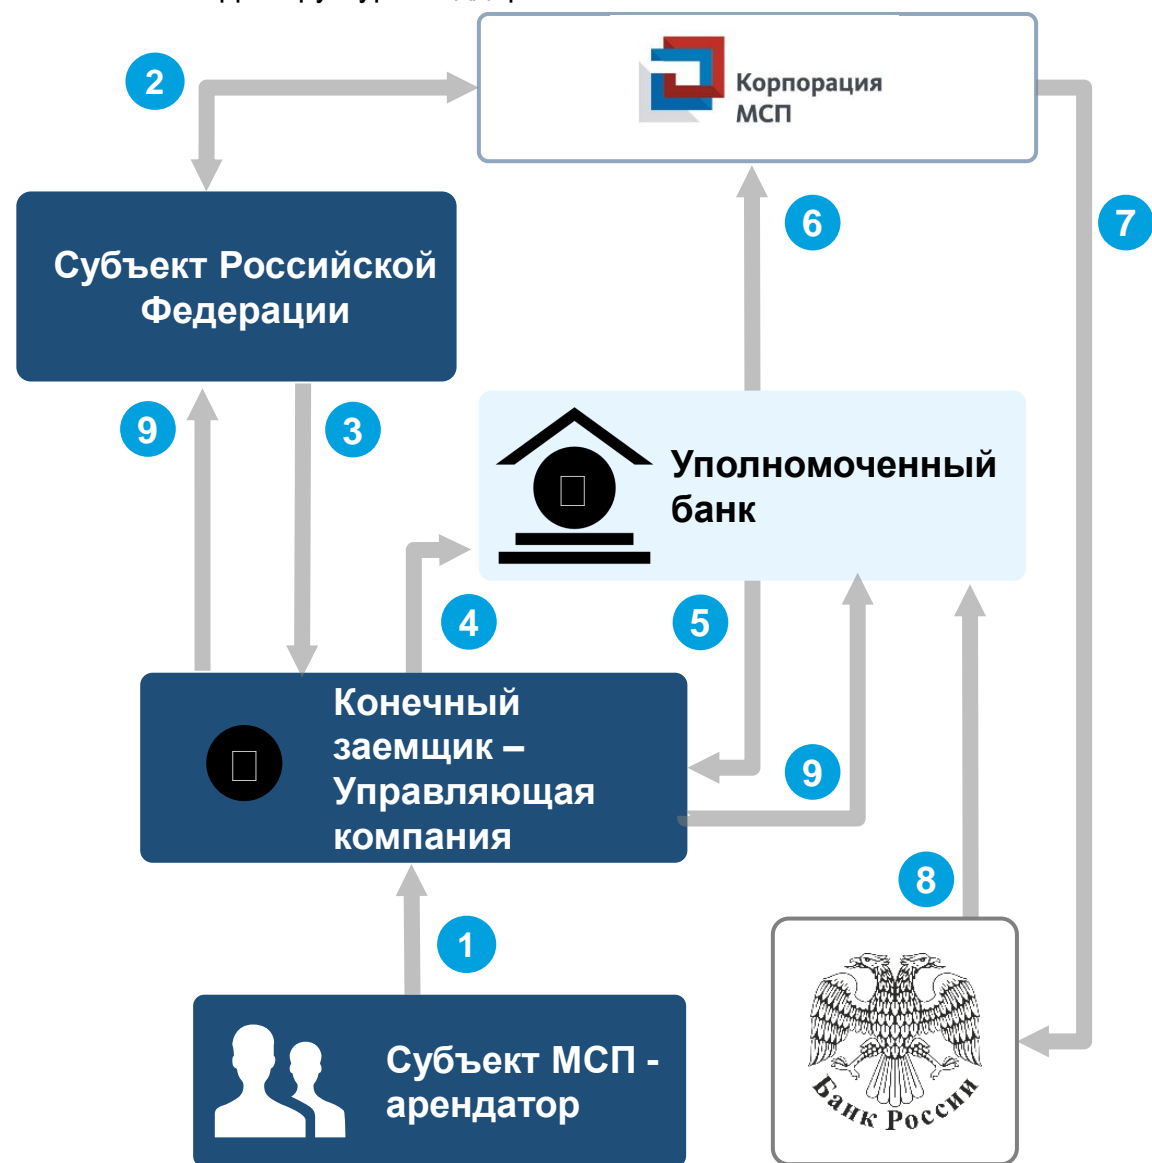 Корпорация
МСП
2
6
7
Субъект Российской
Федерации
9
3
Уполномоченный
банк
4
5
Конечный
заемщик –
Управляющая
компания
9
8
1
Субъект МСП -
арендатор
Банк России